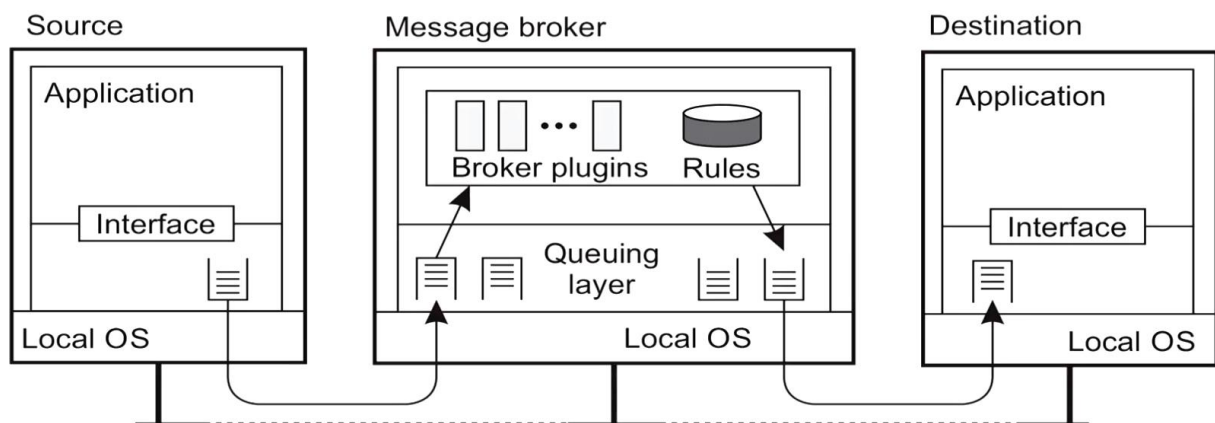 Source
Message broker
Destination
Application
Broker plugins
Rules
Application
Interface
Queuing
layer
Interface
Local OS
Local OS
Local OS